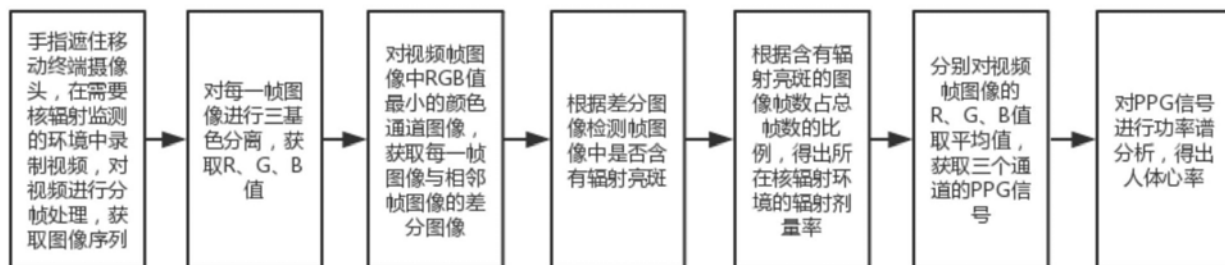 手指遮住移
动终端摄像
头，在需要
核辐射监测
的环境中录
制视频，对
视频进行分
帧处理，获
取图像序列
对每一帧图
像进行三基
色分离，获
取R、G、B
值
对视频帧图
像中RGB值
最小的颜色
通道图像，
获取每一帧
图像与相邻
帧图像的差
分图像
根据差分图
像检测帧图
像中是否含
有辐射亮斑
根据含有辐
射亮斑的图
像帧数占总
帧数的比
例，得出所
在核辐射环
境的辐射剂
量率
分别对视频
帧图像的
R、G、B值
取平均值，
获取三个通
道的PPG信
号
对PPG信号
进行功率谱
分析，得出
人体心率